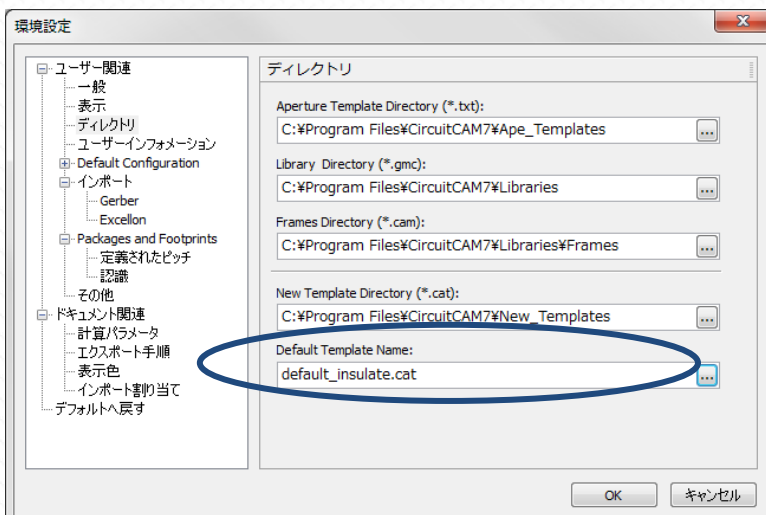 環境設定
ユーザー関連
一般
表示
ディレクトリ
ユーザーインフォメーション
Default Configuration
インポート
Gerber
Excellon
Packages and Footprints
定義されたピッチ
認識
その他
ドキュメント関連
計算パラメータ
エクスポート手順
表示色
インポート割り当て
デフォルトへ戻す
ディレクトリ
Aperture Template Directory (*.txt):
C:¥Program Files¥CircuitCAM7¥Ape_Templates
...
Library Directory (*.gmc):
C:¥Program Files¥CircuitCAM7¥Libraries
...
Frames Directory (*.cam):
C:¥Program Files¥CircuitCAM7¥Libraries¥Frames
...
New Template Directory (*.cat):
C:¥Program Files¥CircuitCAM7¥New_Templates
...
Default Template Name:
default_insulate.cat
...
OK
キャンセル